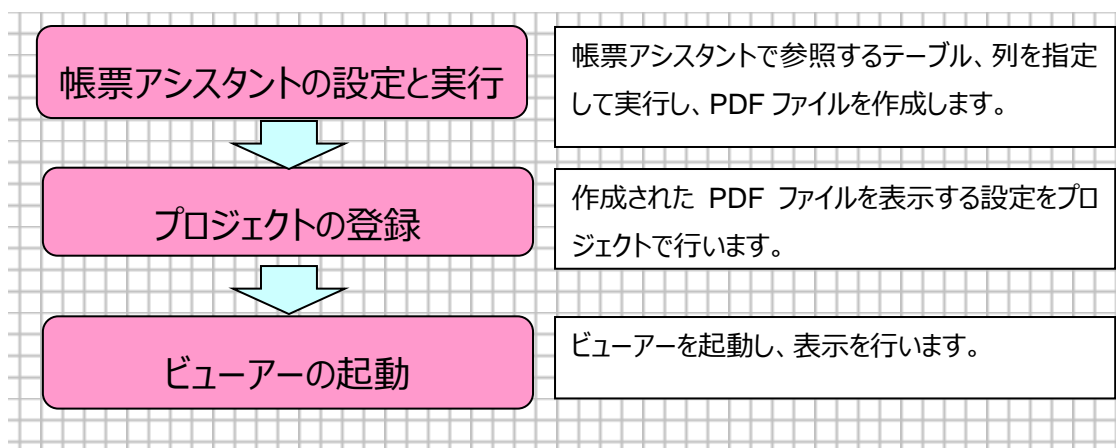 帳票アシスタントの設定と実行
帳票アシスタントで参照するテーブル、列を指定
して実行し、PDF ファイルを作成します。
プロジェクトの登録
作成された PDF ファイルを表示する設定をプロ
ジェクトで行います。
ビューアーの起動
ビューアーを起動し、表示を行います。